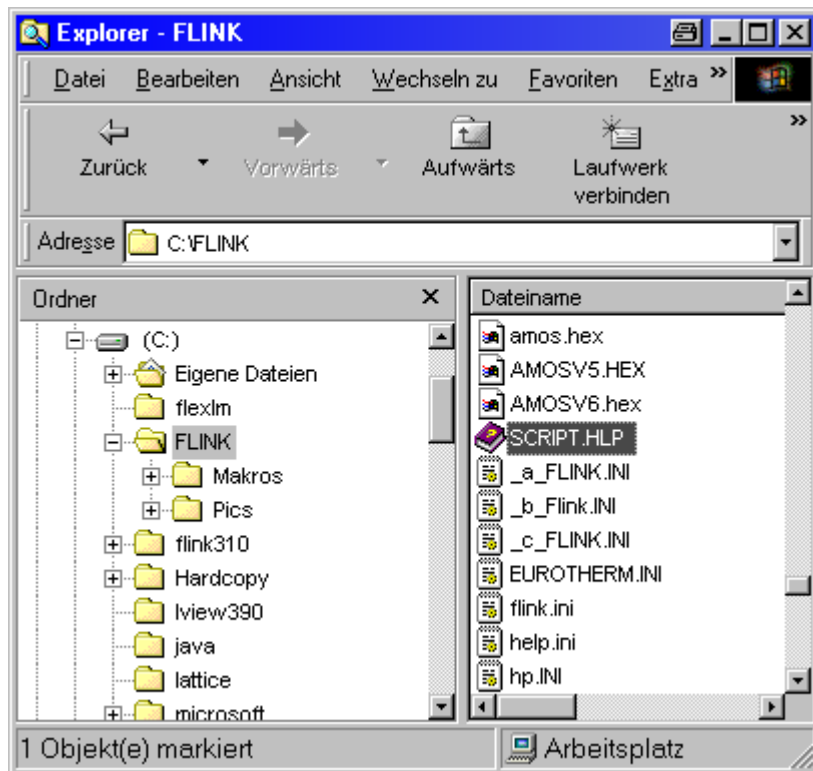 Explorer - FLINK
Datei Bearbeiten Ansicht Wechseln zu Favoriten Extra »
Zurück Vorwärts Aufwärts Laufwerk verbinden »
Adresse C:\FLINK
Ordner
(C:)
Eigene Dateien
flexlm
FLINK
Makros
Pics
flink310
Hardcopy
lview390
java
lattice
microsoft
Dateiname
amos.hex
AMOSV5.HEX
AMOSV6.hex
SCRIPT.HLP
_a_FLINK.INI
_b_Flink.INI
_c_FLINK.INI
EUROTHERM.INI
flink.ini
help.ini
hp.INI
1 Objekt(e) markiert
Arbeitsplatz